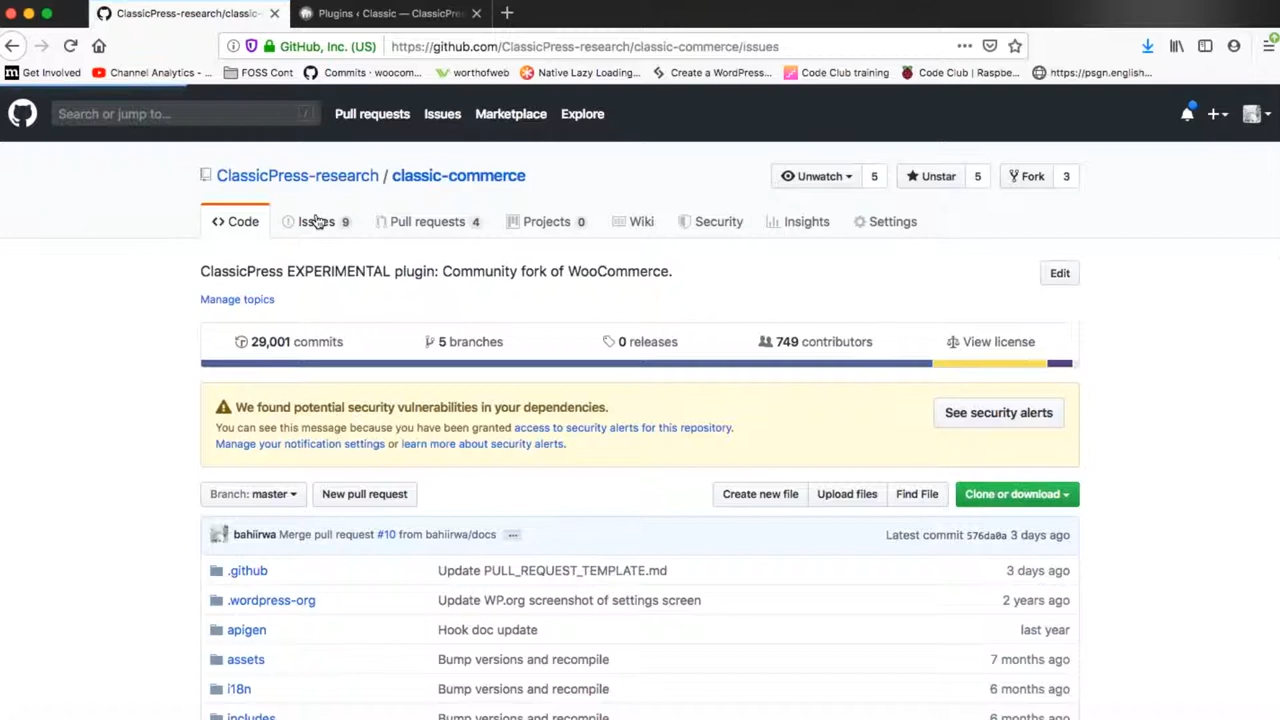 ClassicPress-research/classic-
Plugins ‹ Classic — ClassicPre
GitHub, Inc. (US)
https://github.com/ClassicPress-research/classic-commerce/issues
Get Involved
Channel Analytics - ...
FOSS Cont
Commits · woocom...
worthofweb
Native Lazy Loading...
Create a WordPress...
Code Club training
Code Club | Raspbe...
https://psgn.english...
Search or jump to...
/
Pull requests
Issues
Marketplace
Explore
ClassicPress-research / classic-commerce
Unwatch 5
Unstar 5
Fork 3
Code
Issues 9
Pull requests 4
Projects 0
Wiki
Security
Insights
Settings
ClassicPress EXPERIMENTAL plugin: Community fork of WooCommerce.
Edit
Manage topics
29,001 commits
5 branches
0 releases
749 contributors
View license
We found potential security vulnerabilities in your dependencies.
You can see this message because you have been granted access to security alerts for this repository.
Manage your notification settings or learn more about security alerts.
See security alerts
Branch: master
New pull request
Create new file
Upload files
Find File
Clone or download
bahiirwa Merge pull request #10 from bahiirwa/docs ...
Latest commit 576da0a 3 days ago
.github Update PULL_REQUEST_TEMPLATE.md 3 days ago
.wordpress-org Update WP.org screenshot of settings screen 2 years ago
apigen Hook doc update last year
assets Bump versions and recompile 7 months ago
i18n Bump versions and recompile 6 months ago
includes Bump versions and recompile 6 months ago